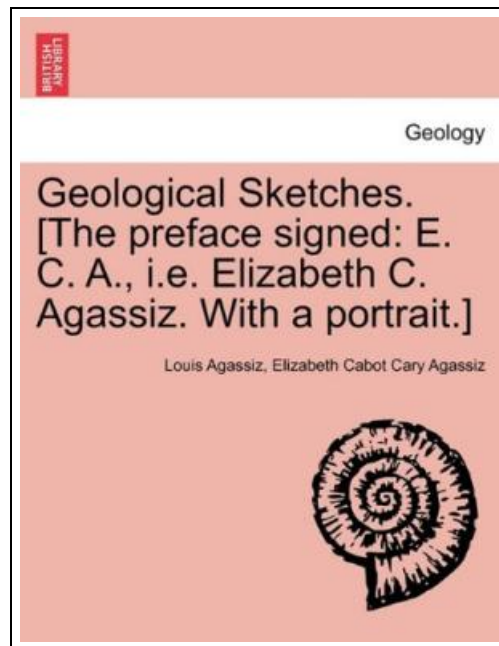 BRITISH
LIBRARY
Geology
Geological Sketches.
[The preface signed: E.
C. A., i.e. Elizabeth C.
Agassiz. With a portrait.]
Louis Agassiz, Elizabeth Cabot Cary Agassiz